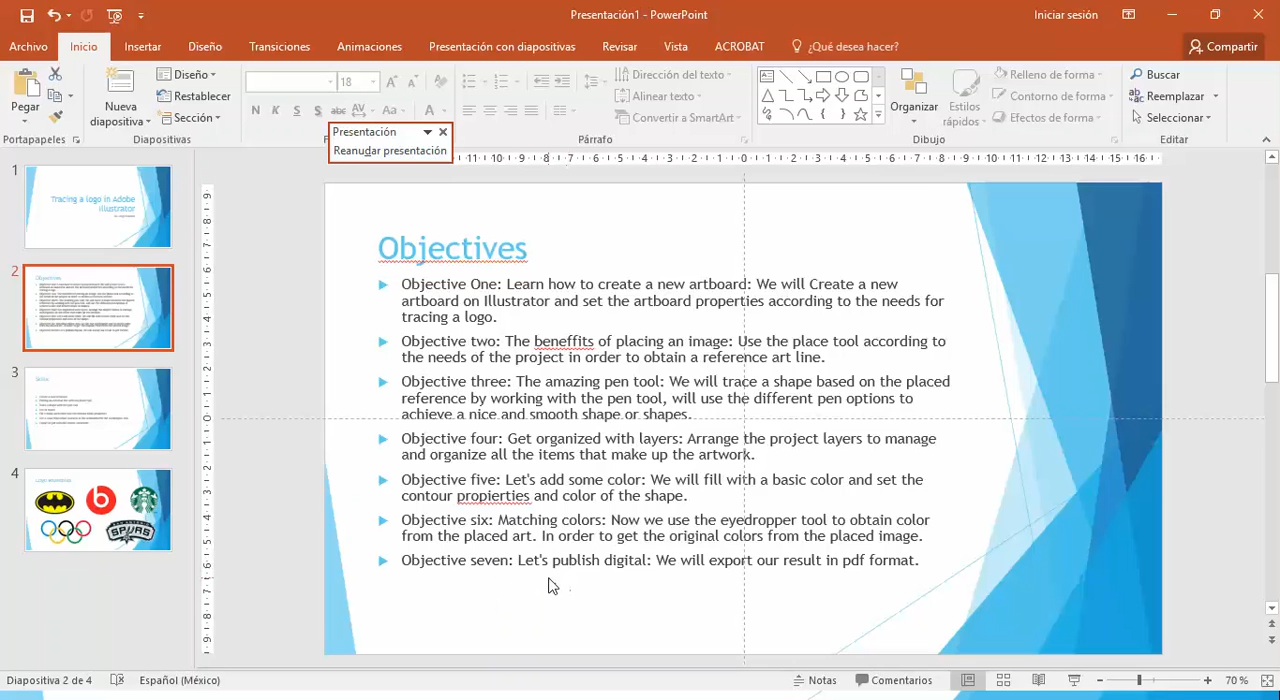 Presentación1 - PowerPoint
Iniciar sesión
Archivo Inicio Insertar Diseño Transiciones Animaciones Presentación con diapositivas Revisar Vista ACROBAT ¿Qué desea hacer? Compartir
Pegar
Portapapeles
Nueva diapositiva
Diseño
Restablecer
Sección
Diapositivas
18
N K S S abc AV Aa A
Párrafo
Dirección del texto
Alinear texto
Convertir a SmartArt
Organizar
Estilos rápidos
Relleno de forma
Contorno de forma
Efectos de forma
Dibujo
Buscar
Reemplazar
Seleccionar
Editar
Presentación
Reanudar presentación
1
Tracing a logo in Adobe
Illustrator
2
Objectives
3
4
Objectives
Objective One: Learn how to create a new artboard: We will Create a new
artboard on Illustrator and set the artboard properties according to the needs for
tracing a logo.
Objective two: The beneffits of placing an image: Use the place tool according to
the needs of the project in order to obtain a reference art line.
Objective three: The amazing pen tool: We will trace a shape based on the placed
reference by working with the pen tool, will use the different pen options to
achieve a nice and smooth shape or shapes.
Objective four: Get organized with layers: Arrange the project layers to manage
and organize all the items that make up the artwork.
Objective five: Let's add some color: We will fill with a basic color and set the
contour propierties and color of the shape.
Objective six: Matching colors: Now we use the eyedropper tool to obtain color
from the placed art. In order to get the original colors from the placed image.
Objective seven: Let's publish digital: We will export our result in pdf format.
Diapositiva 2 de 4 Español (México) Notas Comentarios 70 %